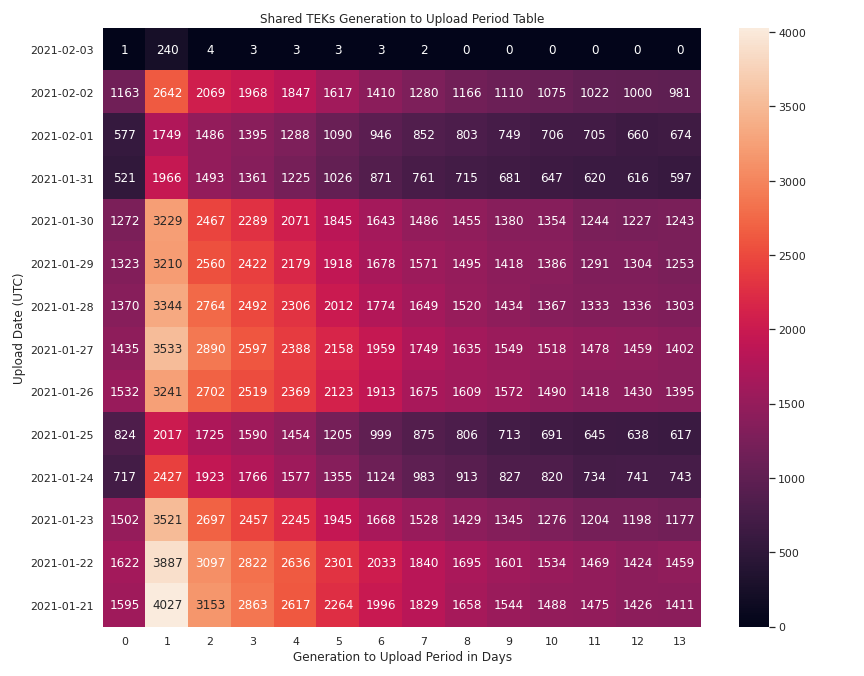 Shared TEKs Generation to Upload Period Table
2021-02-03 1 240 4 3 3 3 3 2 0 0 0 0 0 0
2021-02-02 1163 2642 2069 1968 1847 1617 1410 1280 1166 1110 1075 1022 1000 981
2021-02-01 577 1749 1486 1395 1288 1090 946 852 803 749 706 705 660 674
2021-01-31 521 1966 1493 1361 1225 1026 871 761 715 681 647 620 616 597
2021-01-30 1272 3229 2467 2289 2071 1845 1643 1486 1455 1380 1354 1244 1227 1243
2021-01-29 1323 3210 2560 2422 2179 1918 1678 1571 1495 1418 1386 1291 1304 1253
2021-01-28 1370 3344 2764 2492 2306 2012 1774 1649 1520 1434 1367 1333 1336 1303
2021-01-27 1435 3533 2890 2597 2388 2158 1959 1749 1635 1549 1518 1478 1459 1402
2021-01-26 1532 3241 2702 2519 2369 2123 1913 1675 1609 1572 1490 1418 1430 1395
2021-01-25 824 2017 1725 1590 1454 1205 999 875 806 713 691 645 638 617
2021-01-24 717 2427 1923 1766 1577 1355 1124 983 913 827 820 734 741 743
2021-01-23 1502 3521 2697 2457 2245 1945 1668 1528 1429 1345 1276 1204 1198 1177
2021-01-22 1622 3887 3097 2822 2636 2301 2033 1840 1695 1601 1534 1469 1424 1459
2021-01-21 1595 4027 3153 2863 2617 2264 1996 1829 1658 1544 1488 1475 1426 1411
0 1 2 3 4 5 6 7 8 9 10 11 12 13
Generation to Upload Period in Days
Upload Date (UTC)
4000
3500
3000
2500
2000
1500
1000
500
0